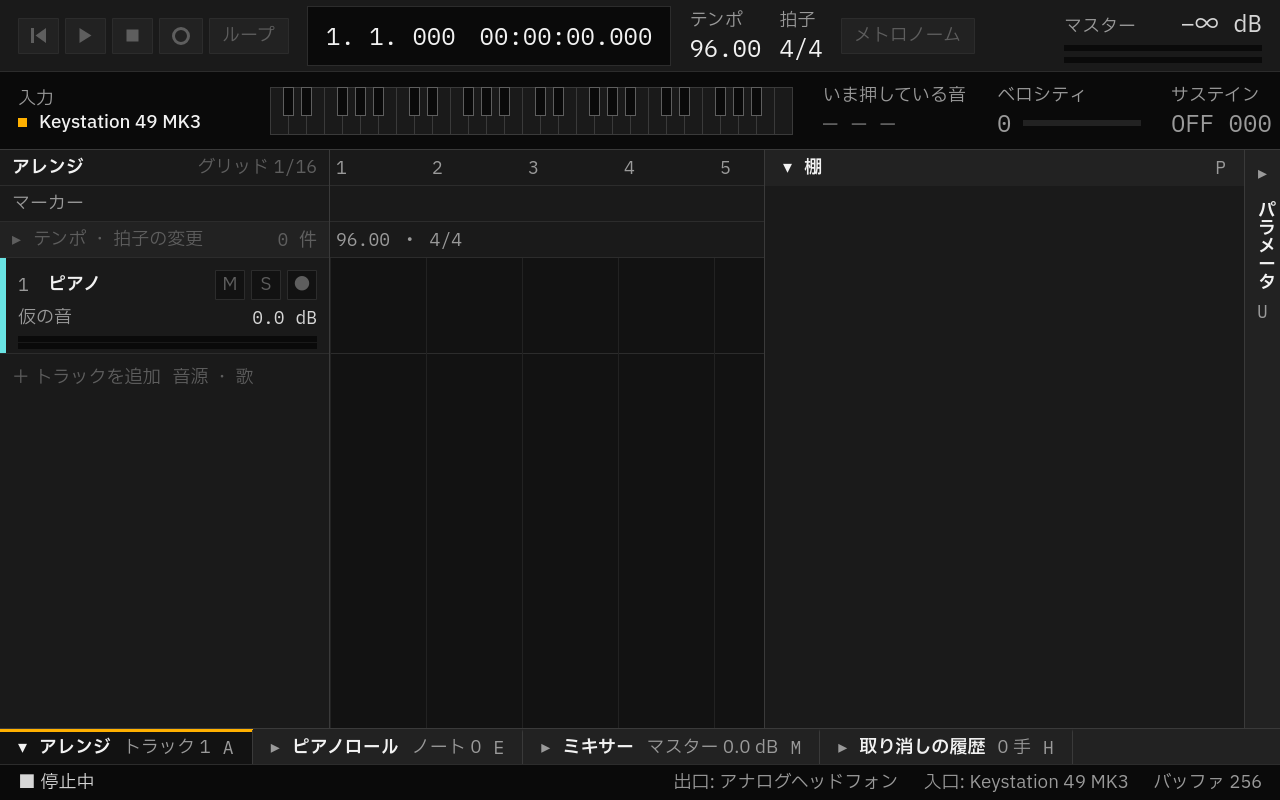 ループ
1. 1. 000 00:00:00.000
テンポ
96.00
拍子
4/4
メトロノーム
マスター
−∞ dB
入力
Keystation 49 MK3
いま押している音
— — —
ベロシティ
0
サステイン
OFF 000
アレンジ
グリッド 1/16
1 2 3 4 5
▼ 棚
P
▶
パラメータ
U
マーカー
▶ テンポ・拍子の変更 0 件
96.00 ・ 4/4
1 ピアノ
M S
仮の音 0.0 dB
＋トラックを追加 音源・歌
▼ アレンジ トラック 1 A
▶ ピアノロール ノート 0 E
▶ ミキサー マスター 0.0 dB M
▶ 取り消しの履歴 0 手 H
停止中
出口: アナログヘッドフォン
入口: Keystation 49 MK3
バッファ 256